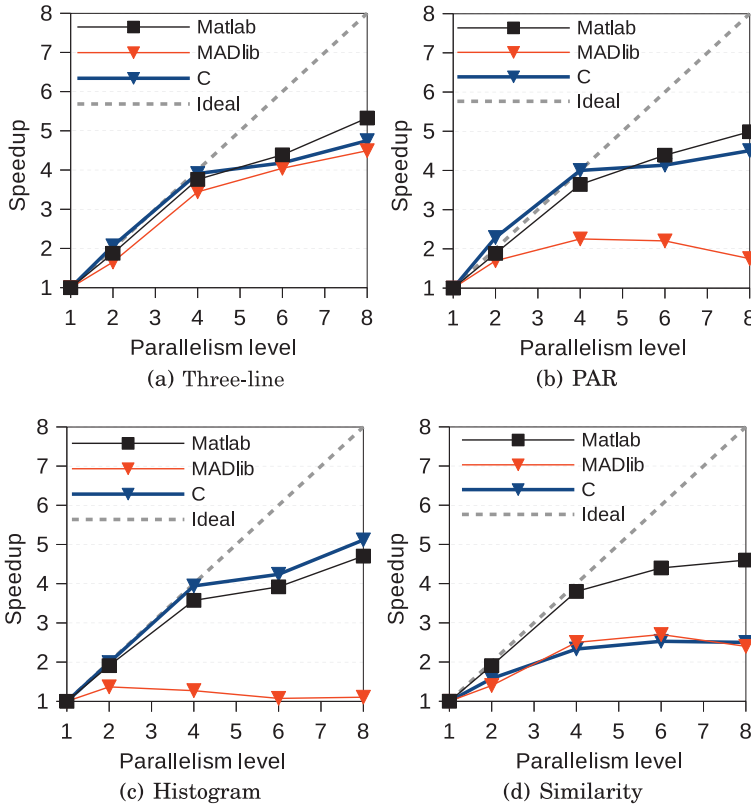 8
7
6
5
4
3
2
1
Speedup
Matlab
MADlib
C
Ideal
1 2 3 4 5 6 7 8
Parallelism level
(a) Three-line
8
7
6
5
4
3
2
1
Speedup
Matlab
MADlib
C
Ideal
1 2 3 4 5 6 7 8
Parallelism level
(b) PAR
8
7
6
5
4
3
2
1
Speedup
Matlab
MADlib
C
Ideal
1 2 3 4 5 6 7 8
Parallelism level
(c) Histogram
8
7
6
5
4
3
2
1
Speedup
Matlab
MADlib
C
Ideal
1 2 3 4 5 6 7 8
Parallelism level
(d) Similarity